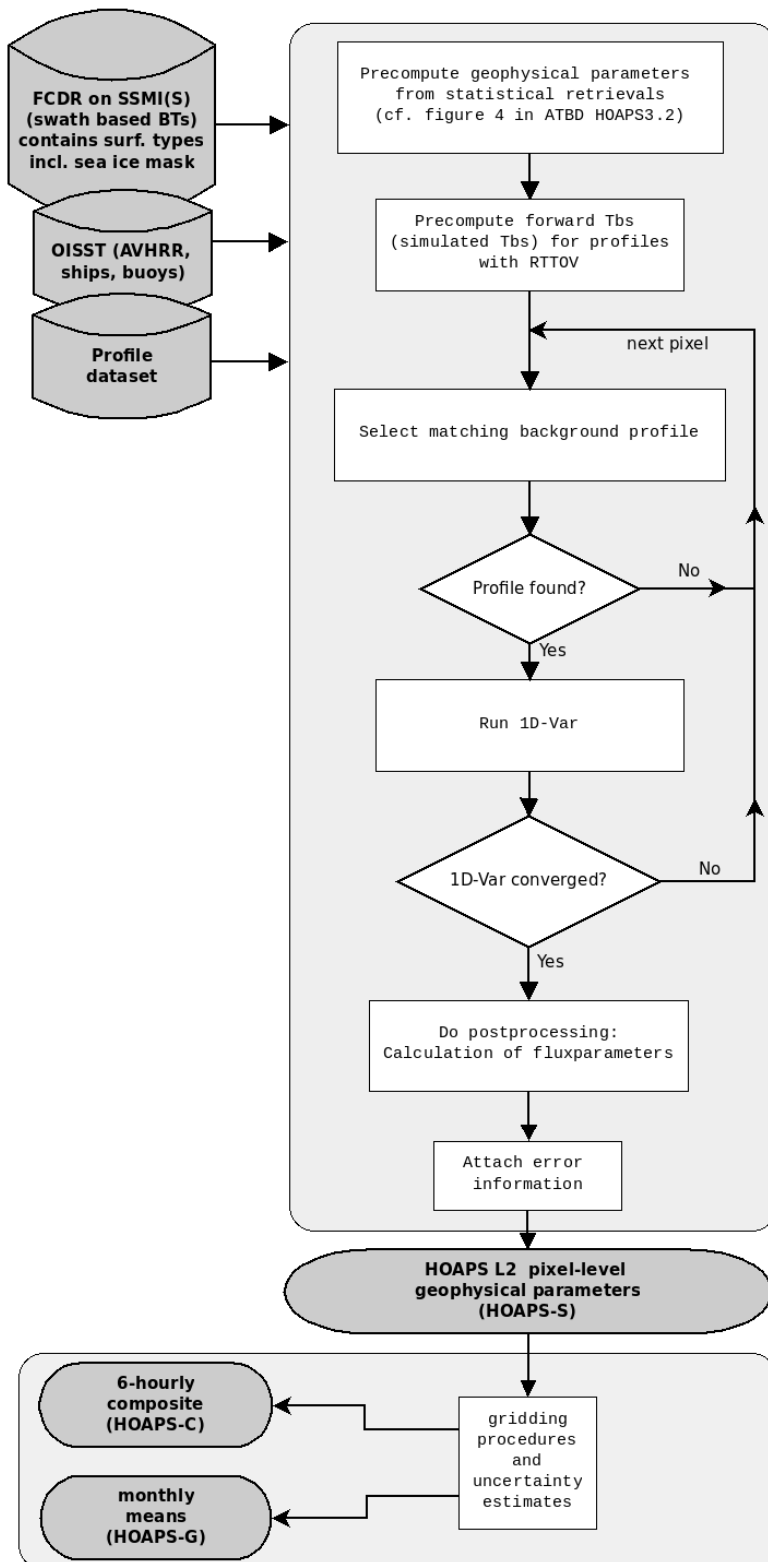 FCDR on SSMI(S)
(swath based BTs)
contains surf. types
incl. sea ice mask
OISST (AVHRR,
ships, buoys)
Profile
dataset
Precompute geophysical parameters
from statistical retrievals
(cf. figure 4 in ATBD HOAPS3.2)
Precompute forward Tbs
(simulated Tbs) for profiles
with RTTOV
next pixel
Select matching background profile
Profile found?
No
Yes
Run 1D-Var
1D-Var converged?
No
Yes
Do postprocessing:
Calculation of fluxparameters
Attach error
information
HOAPS L2 pixel-level
geophysical parameters
(HOAPS-S)
6-hourly
composite
(HOAPS-C)
gridding
procedures
and
uncertainty
estimates
monthly
means
(HOAPS-G)